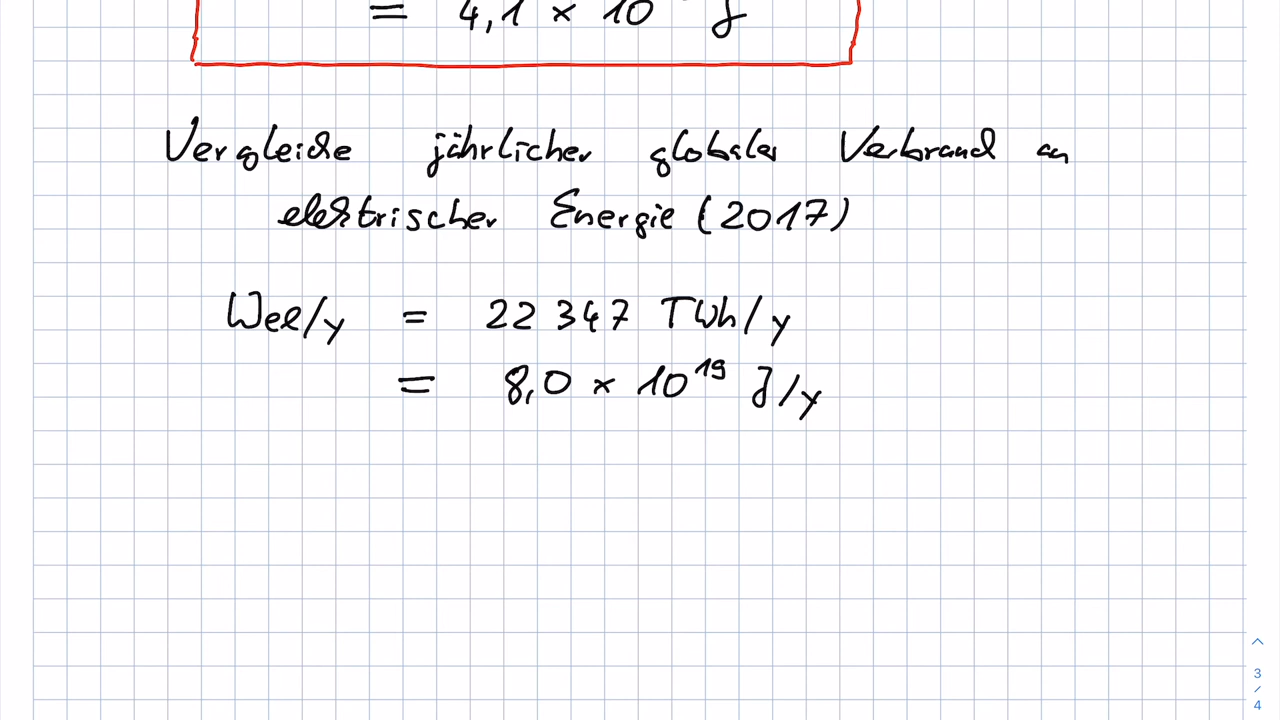 = 4,1 × 10 J
Vergleiche jährlicher globaler Verbrauch an
elektrischer Energie (2017)
Wel/y = 22 347 TWh/y
= 8,0 × 10¹⁹ J/y
3
/
4